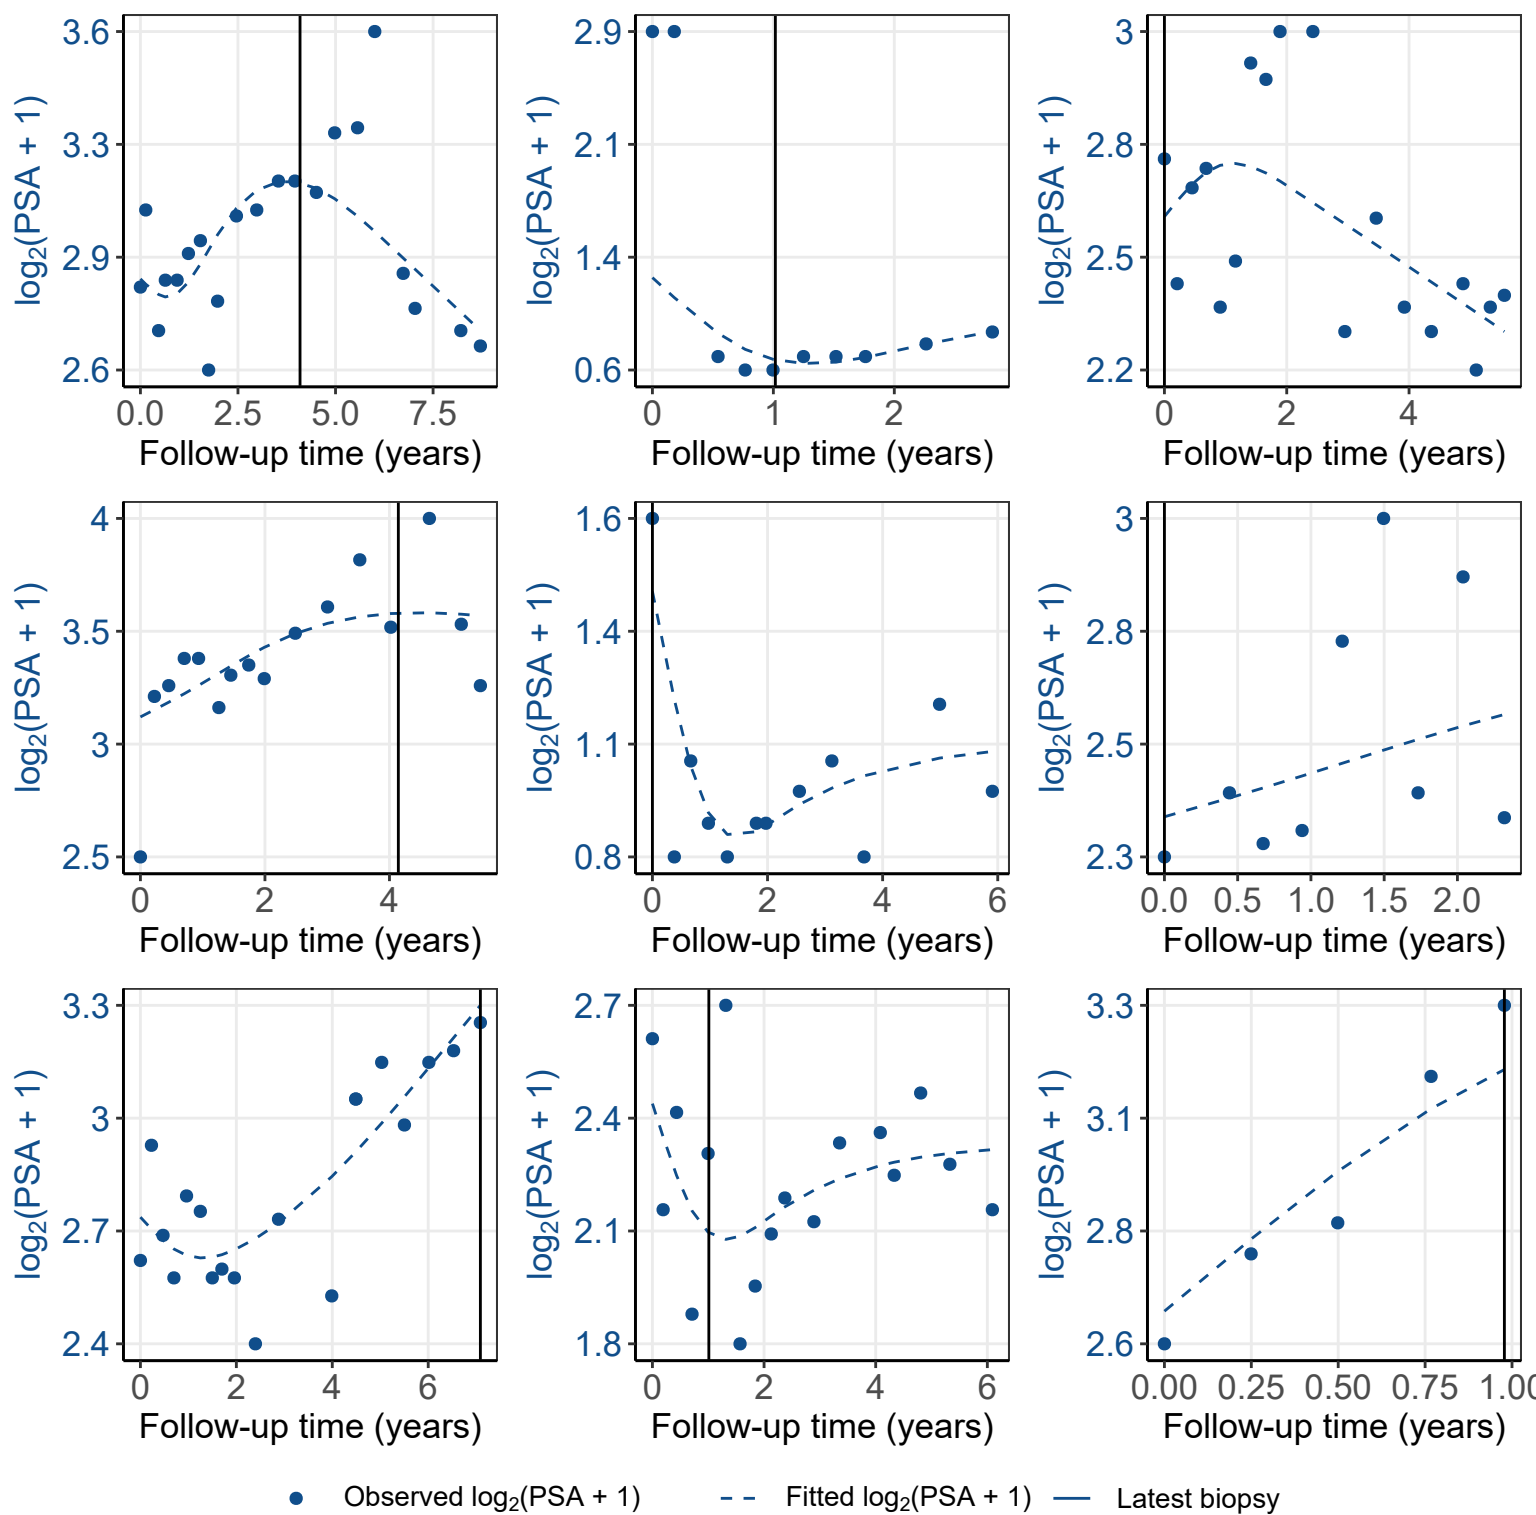 3.6
3.3
2.9
2.6
log₂(PSA + 1)
0.0 2.5 5.0 7.5
Follow-up time (years)
2.9
2.1
1.4
0.6
log₂(PSA + 1)
0 1 2
Follow-up time (years)
3
2.8
2.5
2.2
log₂(PSA + 1)
0 2 4
Follow-up time (years)
4
3.5
3
2.5
log₂(PSA + 1)
0 2 4
Follow-up time (years)
1.6
1.4
1.1
0.8
log₂(PSA + 1)
0 2 4 6
Follow-up time (years)
3
2.8
2.5
2.3
log₂(PSA + 1)
0.0 0.5 1.0 1.5 2.0
Follow-up time (years)
3.3
3
2.7
2.4
log₂(PSA + 1)
0 2 4 6
Follow-up time (years)
2.7
2.4
2.1
1.8
log₂(PSA + 1)
0 2 4 6
Follow-up time (years)
3.3
3.1
2.8
2.6
log₂(PSA + 1)
0.00 0.25 0.50 0.75 1.00
Follow-up time (years)
Observed log₂(PSA + 1) Fitted log₂(PSA + 1) Latest biopsy